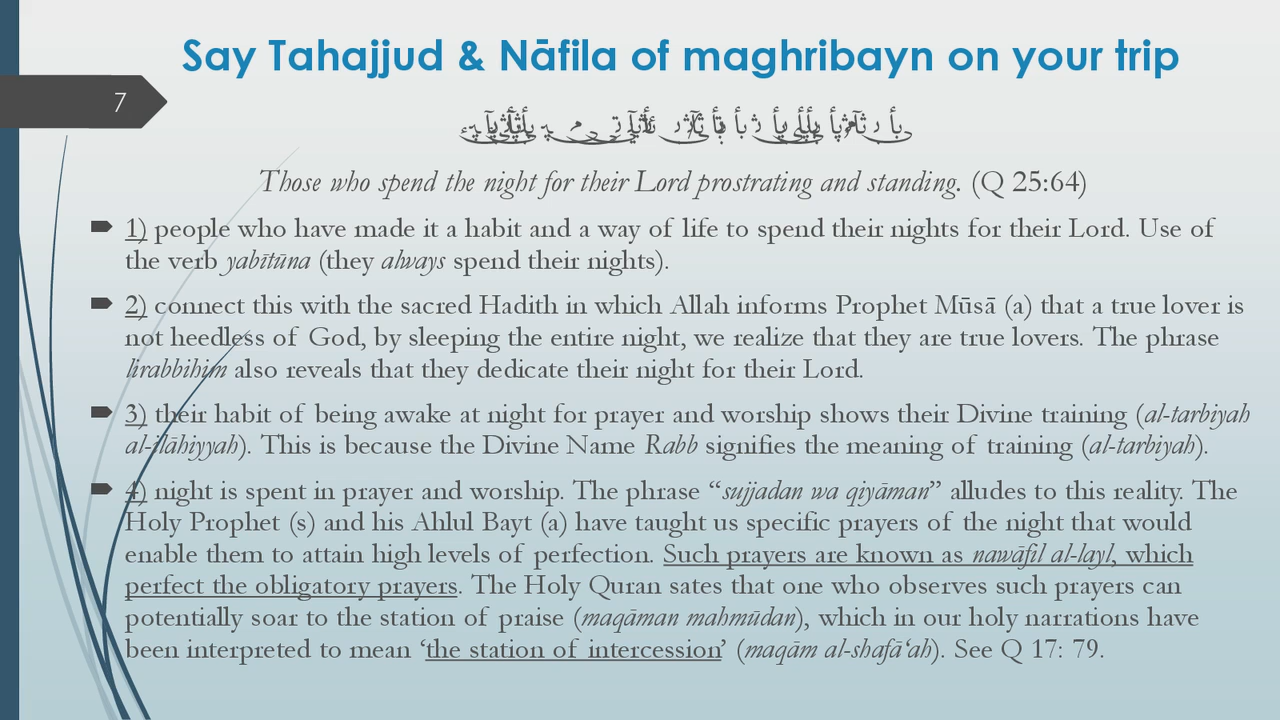 Say Tahajjud & Nāfila of maghribayn on your trip
7
Those who spend the night for their Lord prostrating and standing. (Q 25:64)
1) people who have made it a habit and a way of life to spend their nights for their Lord. Use of
the verb yabītūna (they always spend their nights).
2) connect this with the sacred Hadith in which Allah informs Prophet Mūsā (a) that a true lover is
not heedless of God, by sleeping the entire night, we realize that they are true lovers. The phrase
lirabbihim also reveals that they dedicate their night for their Lord.
3) their habit of being awake at night for prayer and worship shows their Divine training (al-tarbiyah
al-ilāhiyyah). This is because the Divine Name Rabb signifies the meaning of training (al-tarbiyah).
4) night is spent in prayer and worship. The phrase “sujjadan wa qiyāman” alludes to this reality. The
Holy Prophet (s) and his Ahlul Bayt (a) have taught us specific prayers of the night that would
enable them to attain high levels of perfection. Such prayers are known as nawāfil al-layl, which
perfect the obligatory prayers. The Holy Quran sates that one who observes such prayers can
potentially soar to the station of praise (maqāman mahmūdan), which in our holy narrations have
been interpreted to mean ‘the station of intercession’ (maqām al-shafā‘ah). See Q 17: 79.